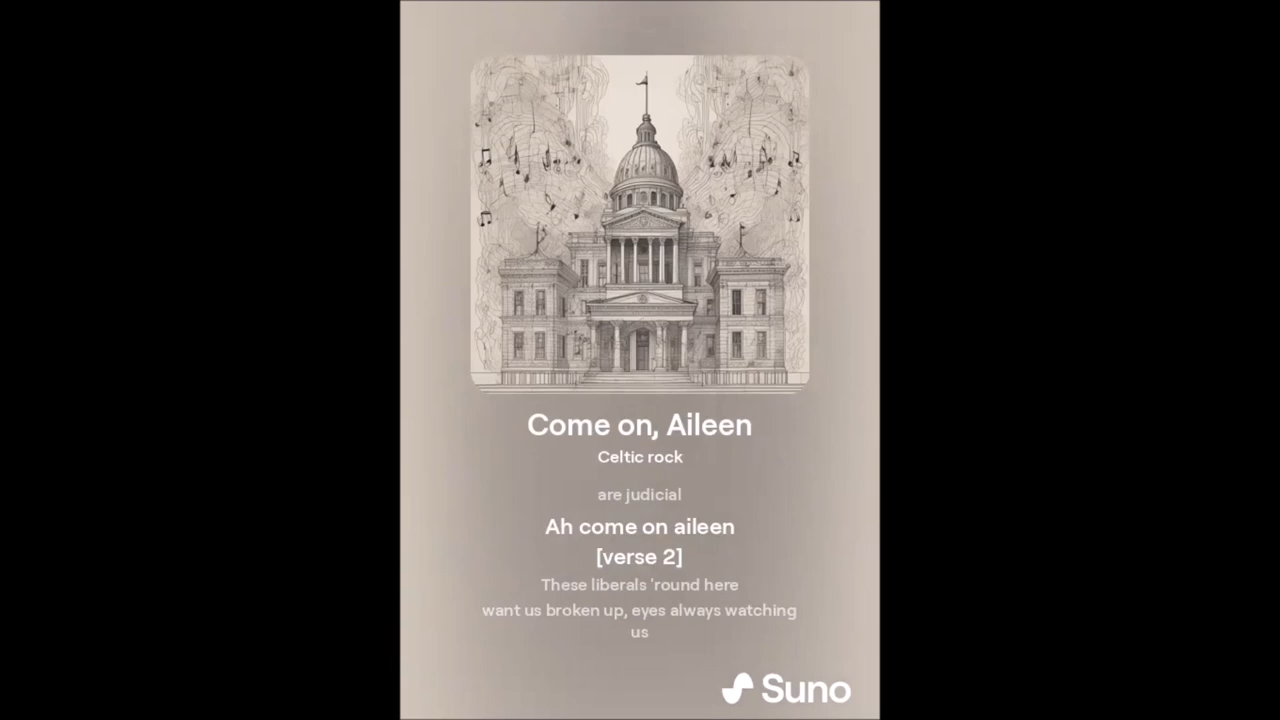 Come on, Aileen
Celtic rock
are judicial
Ah come on aileen
[verse 2]
These liberals 'round here
want us broken up, eyes always watching
us
Suno